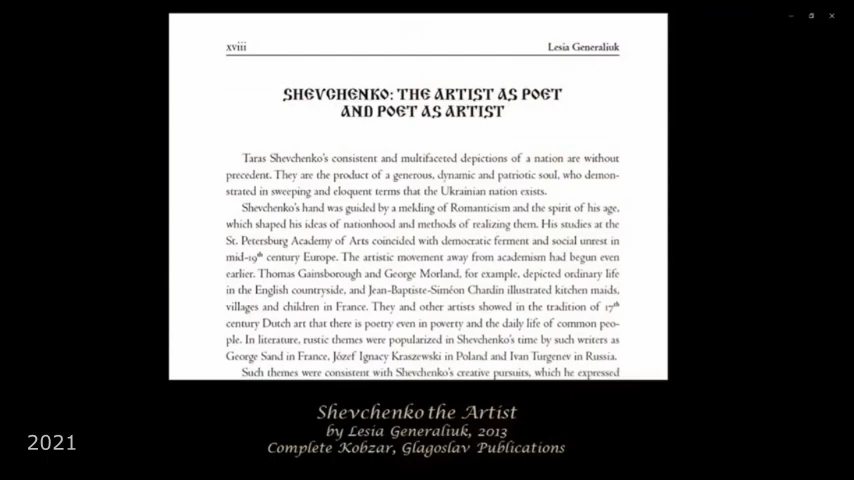 xviii
Lesia Generaliuk
SHEVCHENKO: THE ARTIST AS POET
AND POET AS ARTIST
Taras Shevchenko's consistent and multifaceted depictions of a nation are without
precedent. They are the product of a generous, dynamic and patriotic soul, who demon-
strated in sweeping and eloquent terms that the Ukrainian nation exists.
Shevchenko's hand was guided by a melding of Romanticism and the spirit of his age,
which shaped his ideas of nationhood and methods of realizing them. His studies at the
St. Petersburg Academy of Arts coincided with democratic ferment and social unrest in
mid-19th century Europe. The artistic movement away from academism had begun even
earlier. Thomas Gainsborough and George Morland, for example, depicted ordinary life
in the English countryside, and Jean-Baptiste-Siméon Chardin illustrated kitchen maids,
villages and children in France. They and other artists showed in the tradition of 17th
century Dutch art that there is poetry even in poverty and the daily life of common peo-
ple. In literature, rustic themes were popularized in Shevchenko's time by such writers as
George Sand in France, Józef Ignacy Kraszewski in Poland and Ivan Turgenev in Russia.
Such themes were consistent with Shevchenko's creative pursuits, which he expressed
Shevchenko the Artist
by Lesia Generaliuk, 2013
Complete Kobzar, Glagoslav Publications
2021